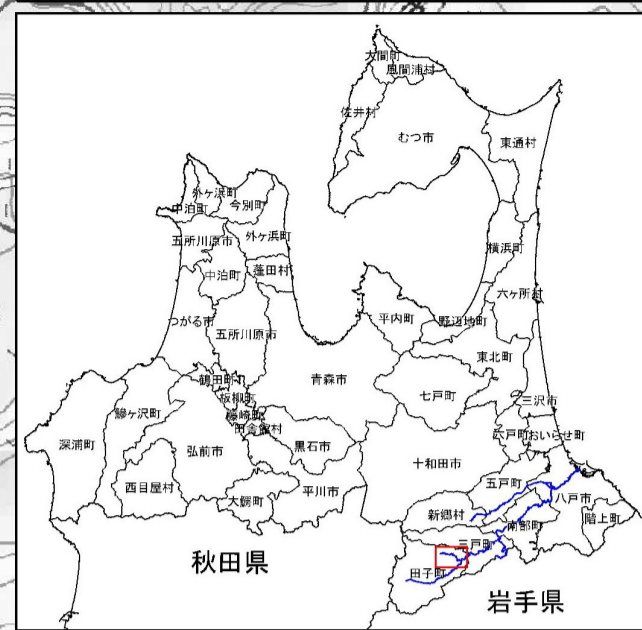 大間町
風間浦村
佐井村
むつ市
東通村
外ヶ浜町
中泊町
今別町
五所川原市
外ヶ浜町
横浜町
中泊町
蓬田村
六ヶ所村
つがる市
五所川原市
平内町
野辺地町
東北町
青森市
七戸町
鶴田町
板柳町
三沢市
鰺ヶ沢町
藤崎町
田舎館村
六戸町
おいらせ町
深浦町
弘前市
黒石市
十和田市
五戸町
西目屋村
大鰐町
平川市
八戸市
新郷村
南部町
階上町
三戸町
秋田県
田子町
岩手県